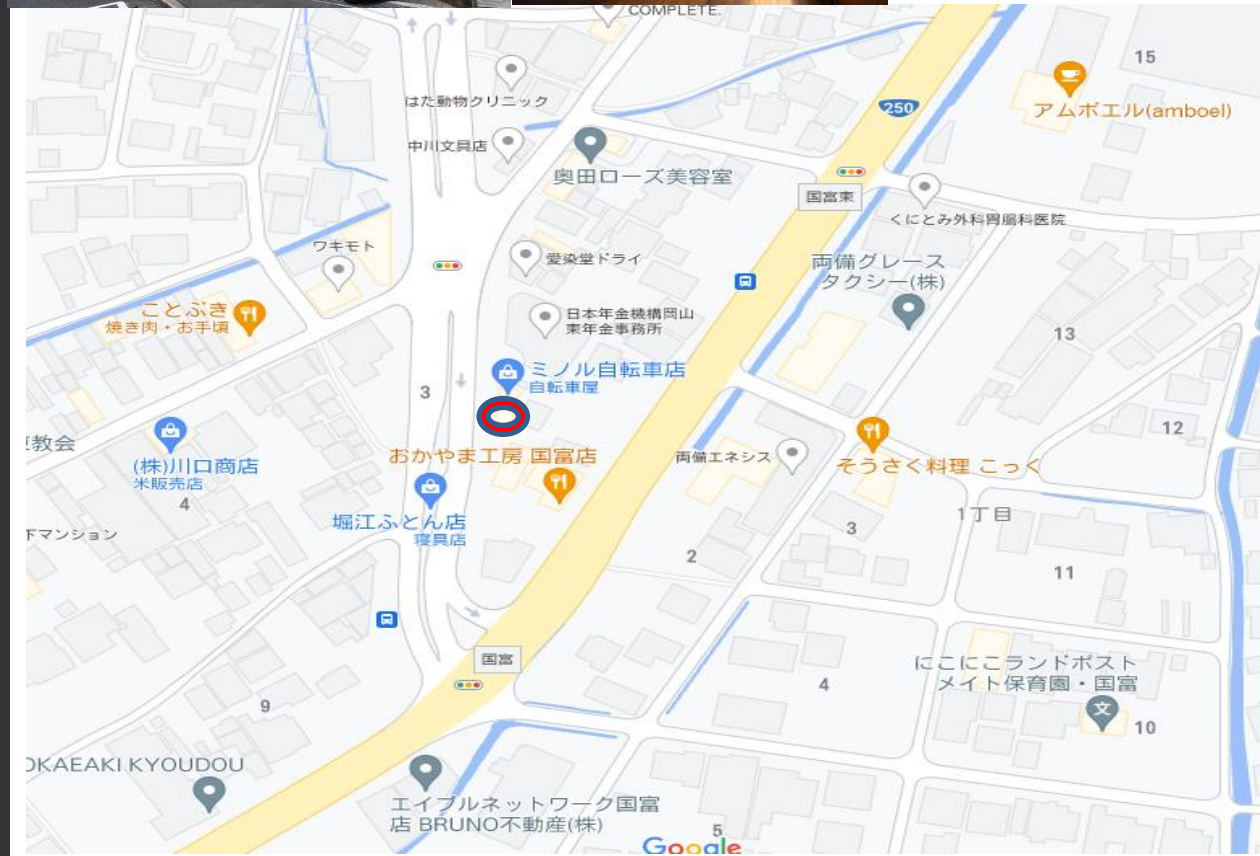 COMPLETE.
15
はた動物クリニック
250
アムボエル(amboel)
中川文具店
奥田ローズ美容室
国富東
くにとみ外科胃腸科医院
ワキモト
愛染堂ドライ
両備グレース
タクシー(株)
ことぶき
焼き肉・お手頃
日本年金機構岡山
東年金事務所
13
ミノル自転車店
自転車屋
3
12
教会
(株)川口商店
米販売店
4
おかやま工房 国富店
両備エネシス
そうさく料理 こっく
堀江ふとん店
寝具店
下マンション
1丁目
3
2
11
国富
にこにこランドポスト
メイト保育園・国富
文
4
9
10
OKAEAKI KYOUDOU
エイブルネットワーク国富
店 BRUNO不動産(株)
5
Google